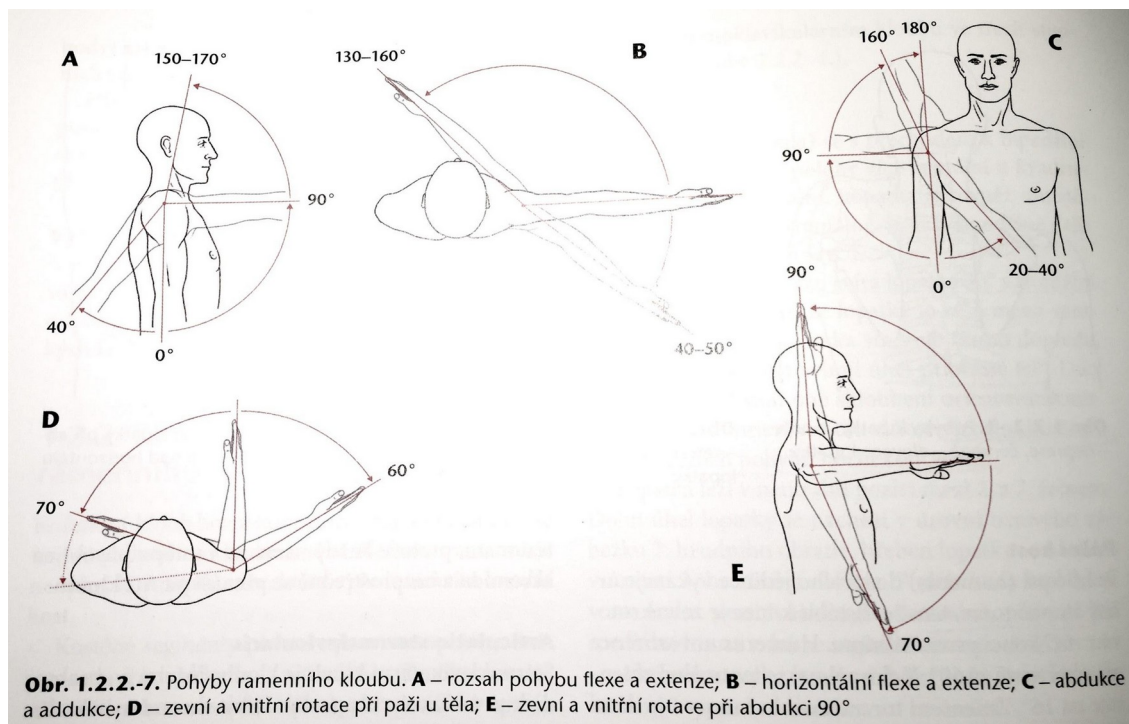 A
150–170°
90°
40°
0°
B
130–160°
40–50°
C
160°
180°
90°
0°
20–40°
D
70°
60°
90°
E
70°
Obr. 1.2.2.-7. Pohyby ramenního kloubu. A – rozsah pohybu flexe a extenze; B – horizontální flexe a extenze; C – abdukce
a addukce; D – zevní a vnitřní rotace při paži u těla; E – zevní a vnitřní rotace při abdukci 90°